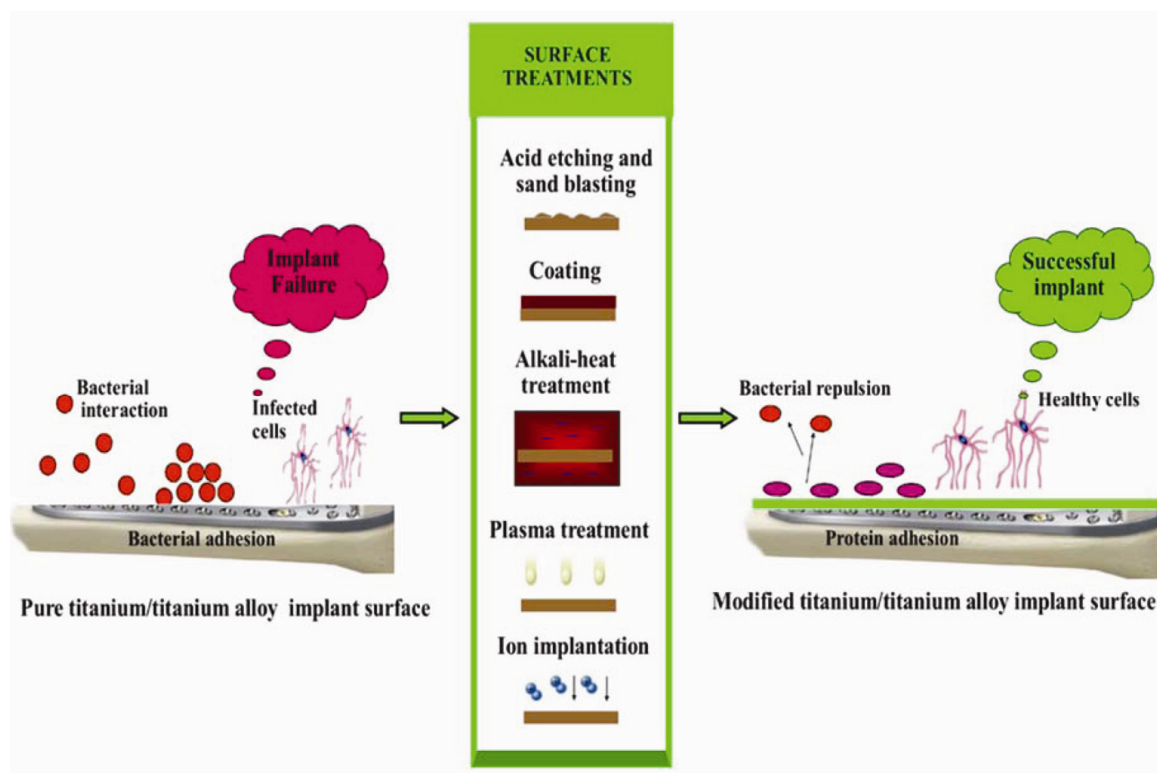 SURFACE
TREATMENTS
Acid etching and
sand blasting
Coating
Alkali-heat
treatment
Plasma treatment
Ion implantation
Implant
Failure
Bacterial
interaction
Infected
cells
Bacterial adhesion
Pure titanium/titanium alloy implant surface
Successful
implant
Bacterial repulsion
Healthy cells
Protein adhesion
Modified titanium/titanium alloy implant surface